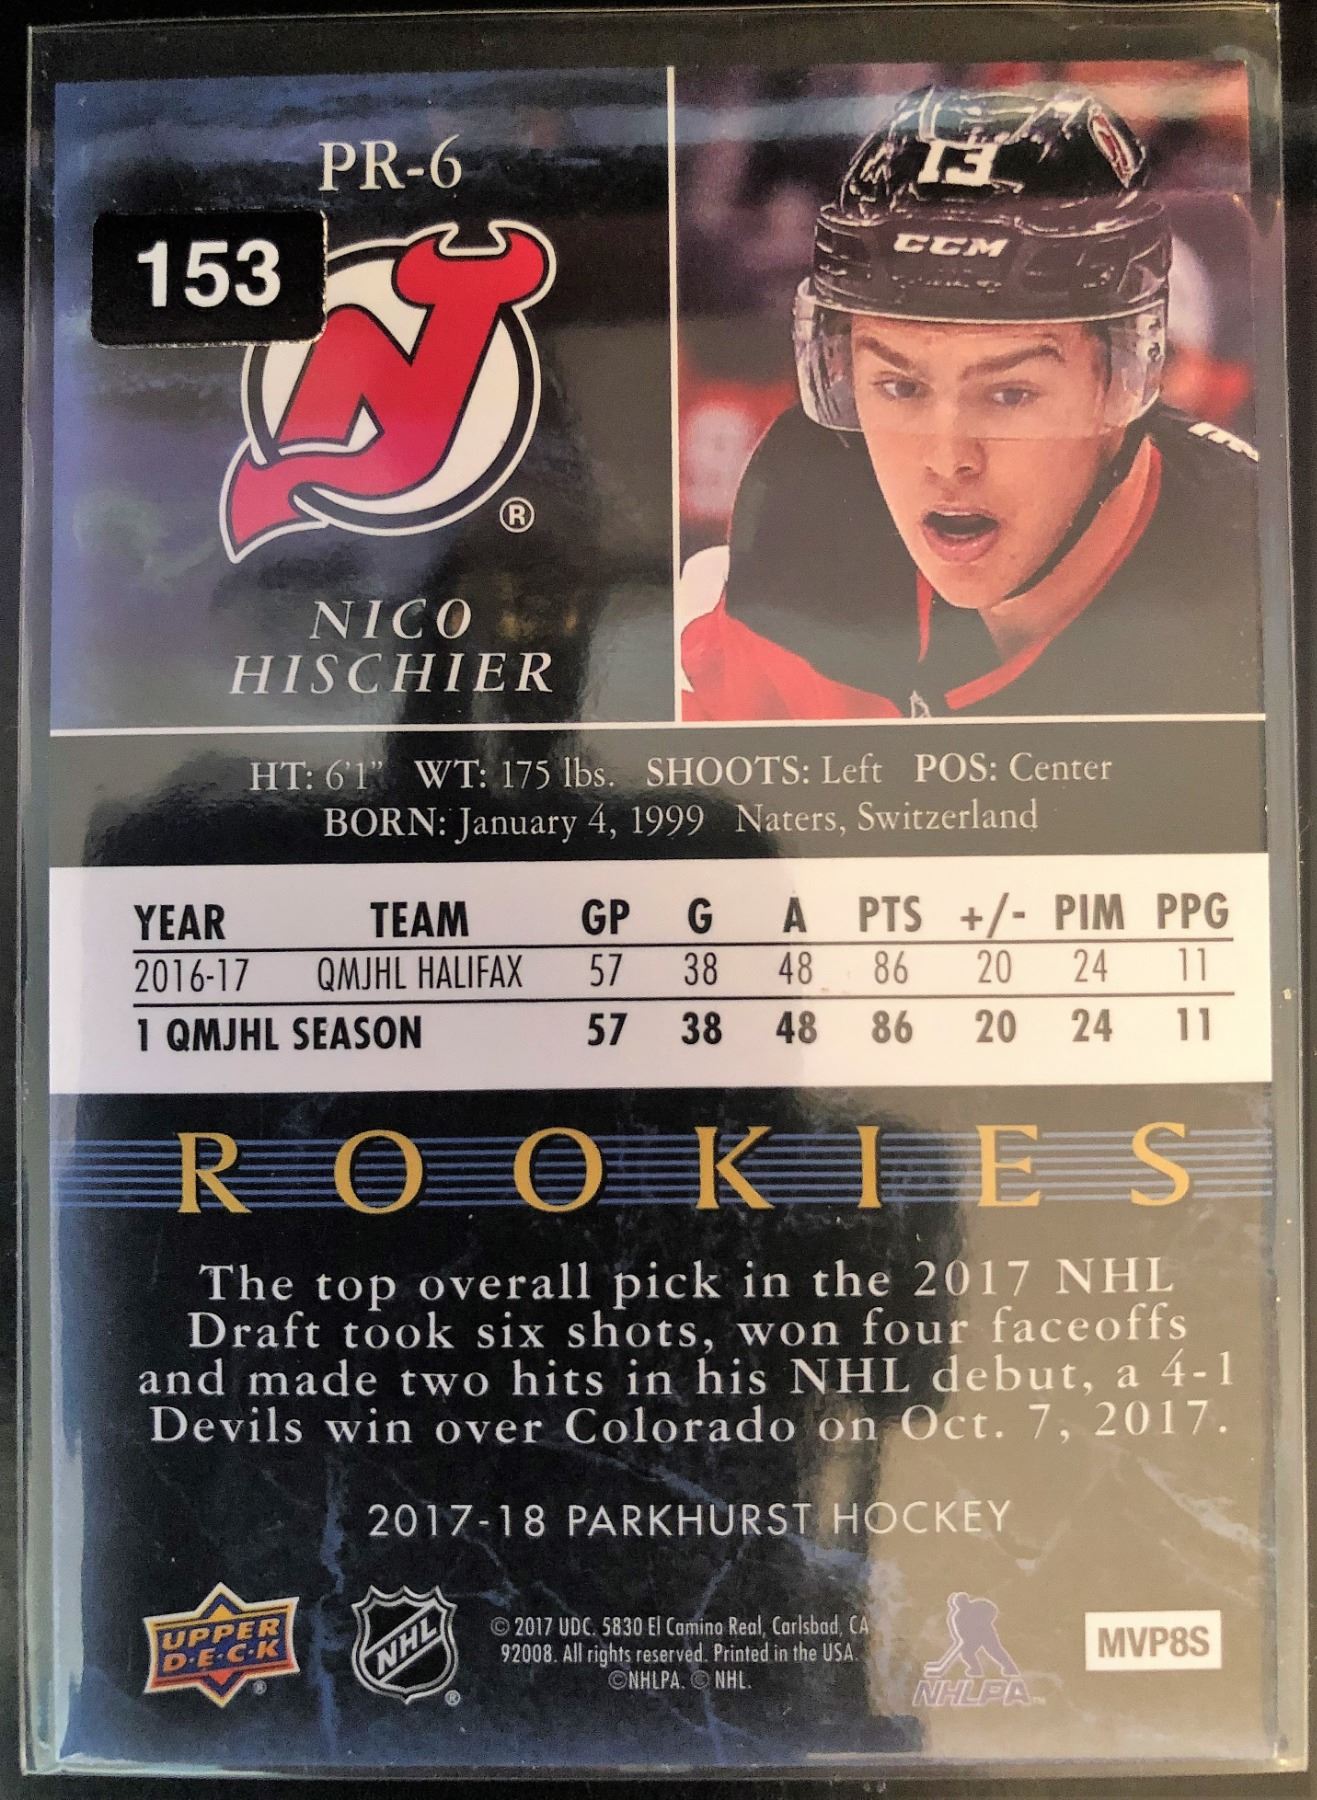 PR-6
153
®
NICO
HISCHIER
13
CCM
HT: 6'1" WT: 175 lbs. SHOOTS: Left POS: Center
BORN: January 4, 1999 Naters, Switzerland
YEAR TEAM GP G A PTS +/- PIM PPG
2016-17 QMJHL HALIFAX 57 38 48 86 20 24 11
1 QMJHL SEASON 57 38 48 86 20 24 11
ROOKIES
The top overall pick in the 2017 NHL
Draft took six shots, won four faceoffs
and made two hits in his NHL debut, a 4-1
Devils win over Colorado on Oct. 7, 2017.
2017-18 PARKHURST HOCKEY
UPPER
D·E·C·K
®
NHL
®
© 2017 UDC. 5830 El Camino Real, Carlsbad, CA
92008. All rights reserved. Printed in the USA.
©NHLPA. © NHL.
NHLPA™
MVP8S